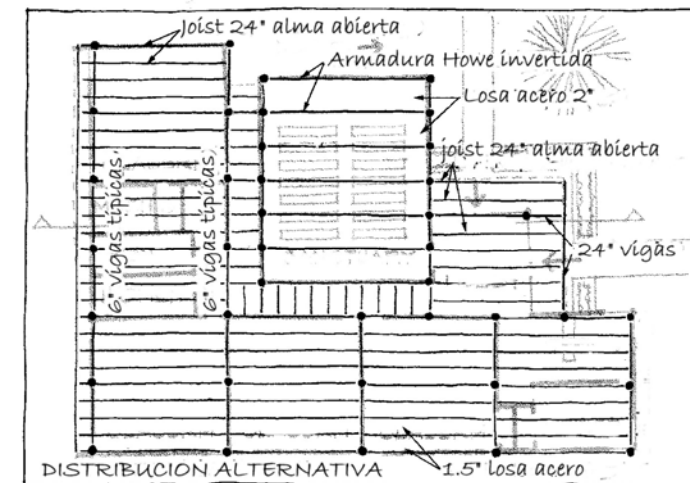 Joist 24" alma abierta
Armadura Howe invertida
Losa acero 2"
joist 24" alma abierta
6" vigas típicas
6" vigas típicas
24" vigas
DISTRIBUCION ALTERNATIVA
1.5" losa acero